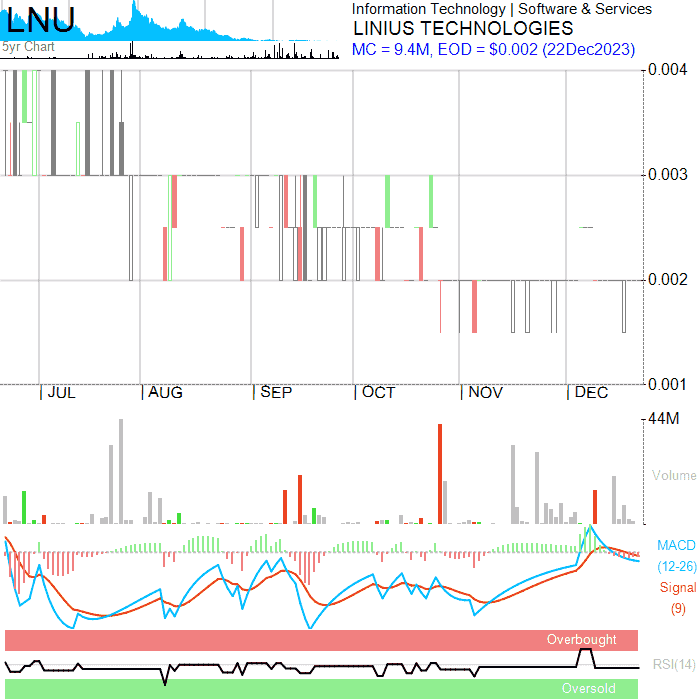 LNU
5yr Chart
Information Technology | Software & Services
LINIUS TECHNOLOGIES
MC = 9.4M, EOD = $0.002 (22Dec2023)
0.004
0.003
0.002
0.001
| JUL | AUG | SEP | OCT | NOV | DEC
44M
Volume
MACD
(12-26)
Signal
(9)
Overbought
RSI(14)
Oversold